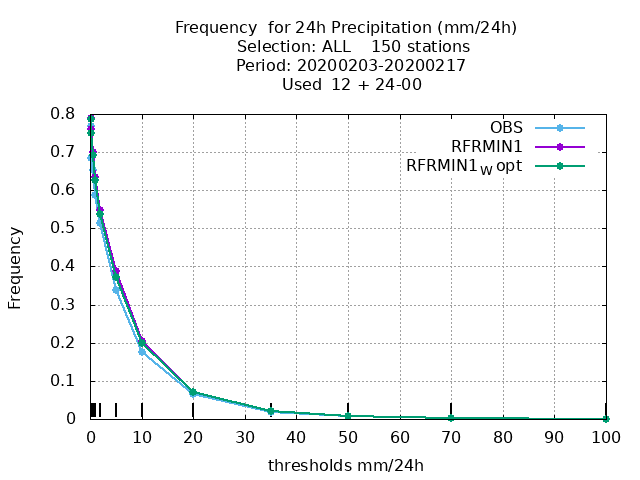 Frequency  for 24h Precipitation (mm/24h)
Selection: ALL    150 stations
Period: 20200203-20200217
Used  12 + 24-00
OBS
RFRMIN1
RFRMIN1W opt
Frequency
0.8
0.7
0.6
0.5
0.4
0.3
0.2
0.1
0
0 10 20 30 40 50 60 70 80 90 100
thresholds mm/24h